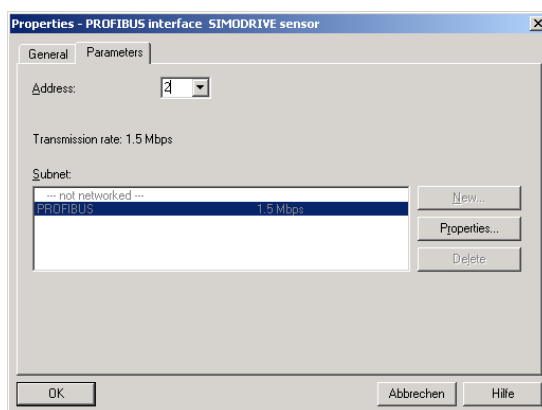 Properties - PROFIBUS interface SIMODRIVE sensor
General Parameters
Address: 2
Transmission rate: 1.5 Mbps
Subnet:
--- not networked ---
PROFIBUS 1.5 Mbps
New...
Properties...
Delete
OK Abbrechen Hilfe